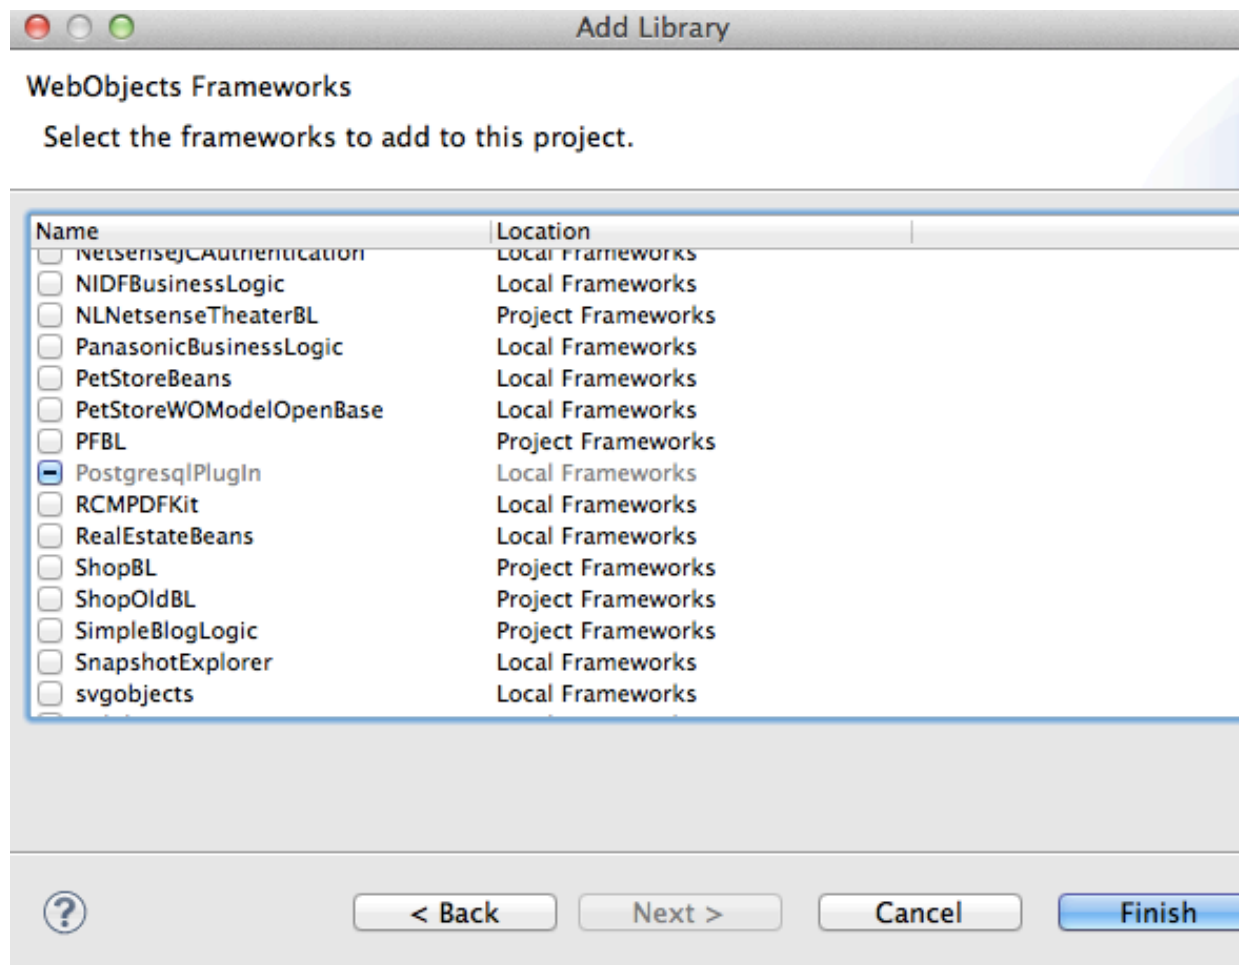 Add Library
WebObjects Frameworks
Select the frameworks to add to this project.
Name Location
NetsenseJCAuthentication Local Frameworks
NIDFBusinessLogic Local Frameworks
NLNetsenseTheaterBL Project Frameworks
PanasonicBusinessLogic Local Frameworks
PetStoreBeans Local Frameworks
PetStoreWOModelOpenBase Local Frameworks
PFBL Project Frameworks
PostgresqlPlugIn Local Frameworks
RCMPDFKit Local Frameworks
RealEstateBeans Local Frameworks
ShopBL Project Frameworks
ShopOldBL Project Frameworks
SimpleBlogLogic Project Frameworks
SnapshotExplorer Local Frameworks
svgobjects Local Frameworks
? < Back Next > Cancel Finish